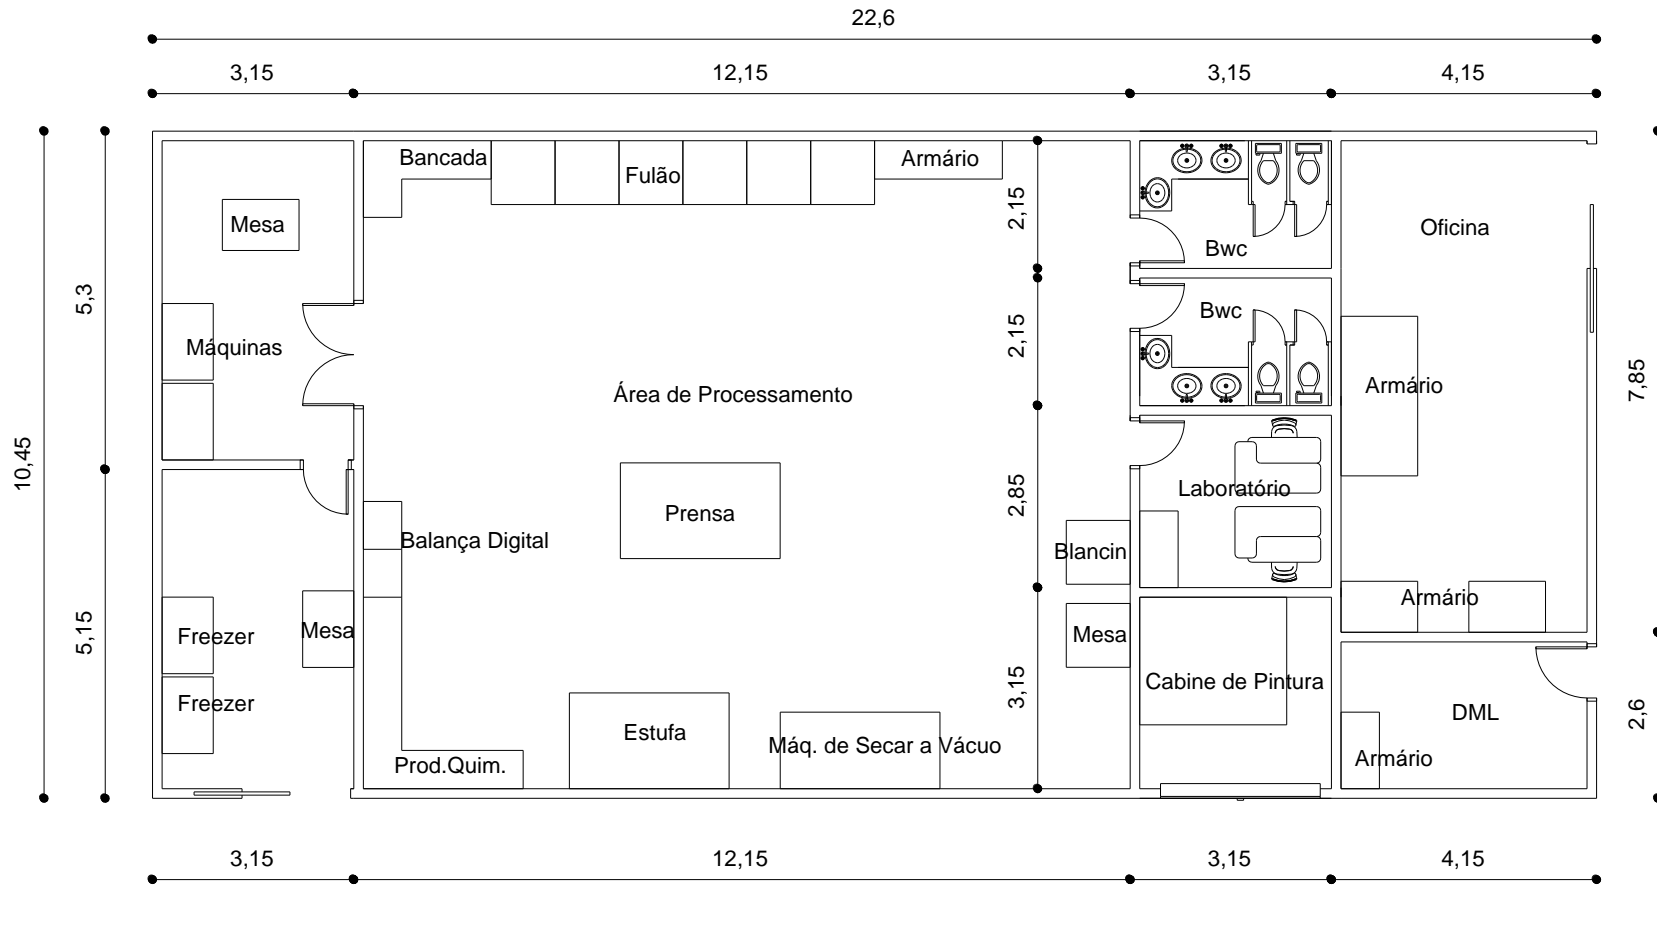 22,6
3,15
12,15
3,15
4,15
Bancada
Fulão
Armário
Mesa
2,15
Bwc
Oficina
5,3
Máquinas
Bwc
2,15
Área de Processamento
Armário
7,85
10,45
Prensa
2,85
Laboratório
Balança Digital
Blancin
Armário
5,15
Freezer
Mesa
Mesa
Freezer
3,15
Cabine de Pintura
DML
2,6
Estufa
Máq. de Secar a Vácuo
Prod.Quim.
Armário
3,15
12,15
3,15
4,15